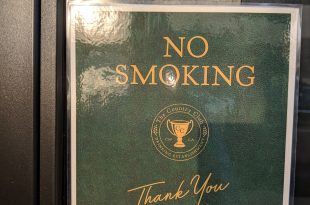 NO
SMOKING
The Country Club
Thank You